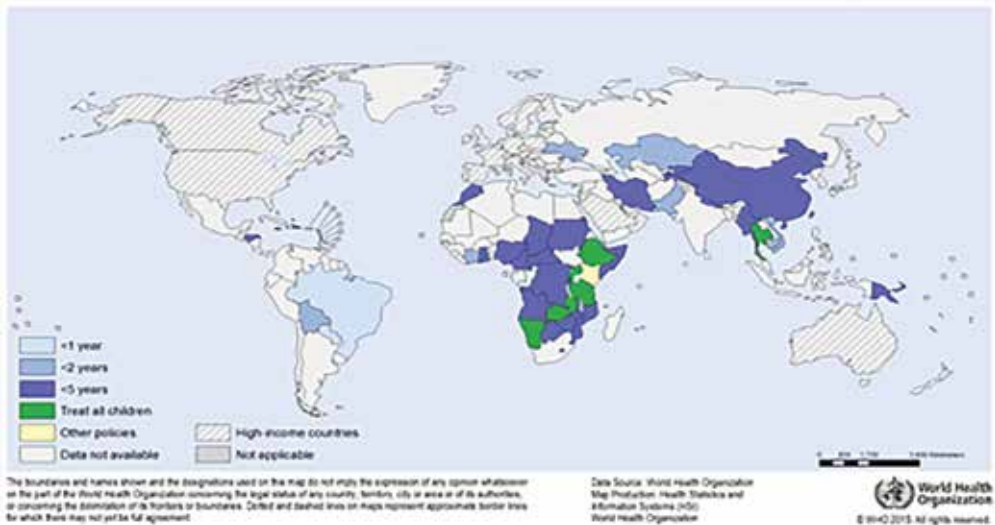 <1 year
<2 years
<5 years
Treat all children
Other policies
Data not available
High-income countries
Not applicable
The boundaries and names shown and the designations used on this map do not imply the expression of any opinion whatsoever
on the part of the World Health Organization concerning the legal status of any country, territory, city or area or of its authorities,
or concerning the delimitation of its frontiers or boundaries. Dotted and dashed lines on maps represent approximate border lines
for which there may not yet be full agreement.
Data Source: World Health Organization
Map Production: Health Statistics and
Information Systems (HSI)
World Health Organization
World Health
Organization
© WHO 2015. All rights reserved.